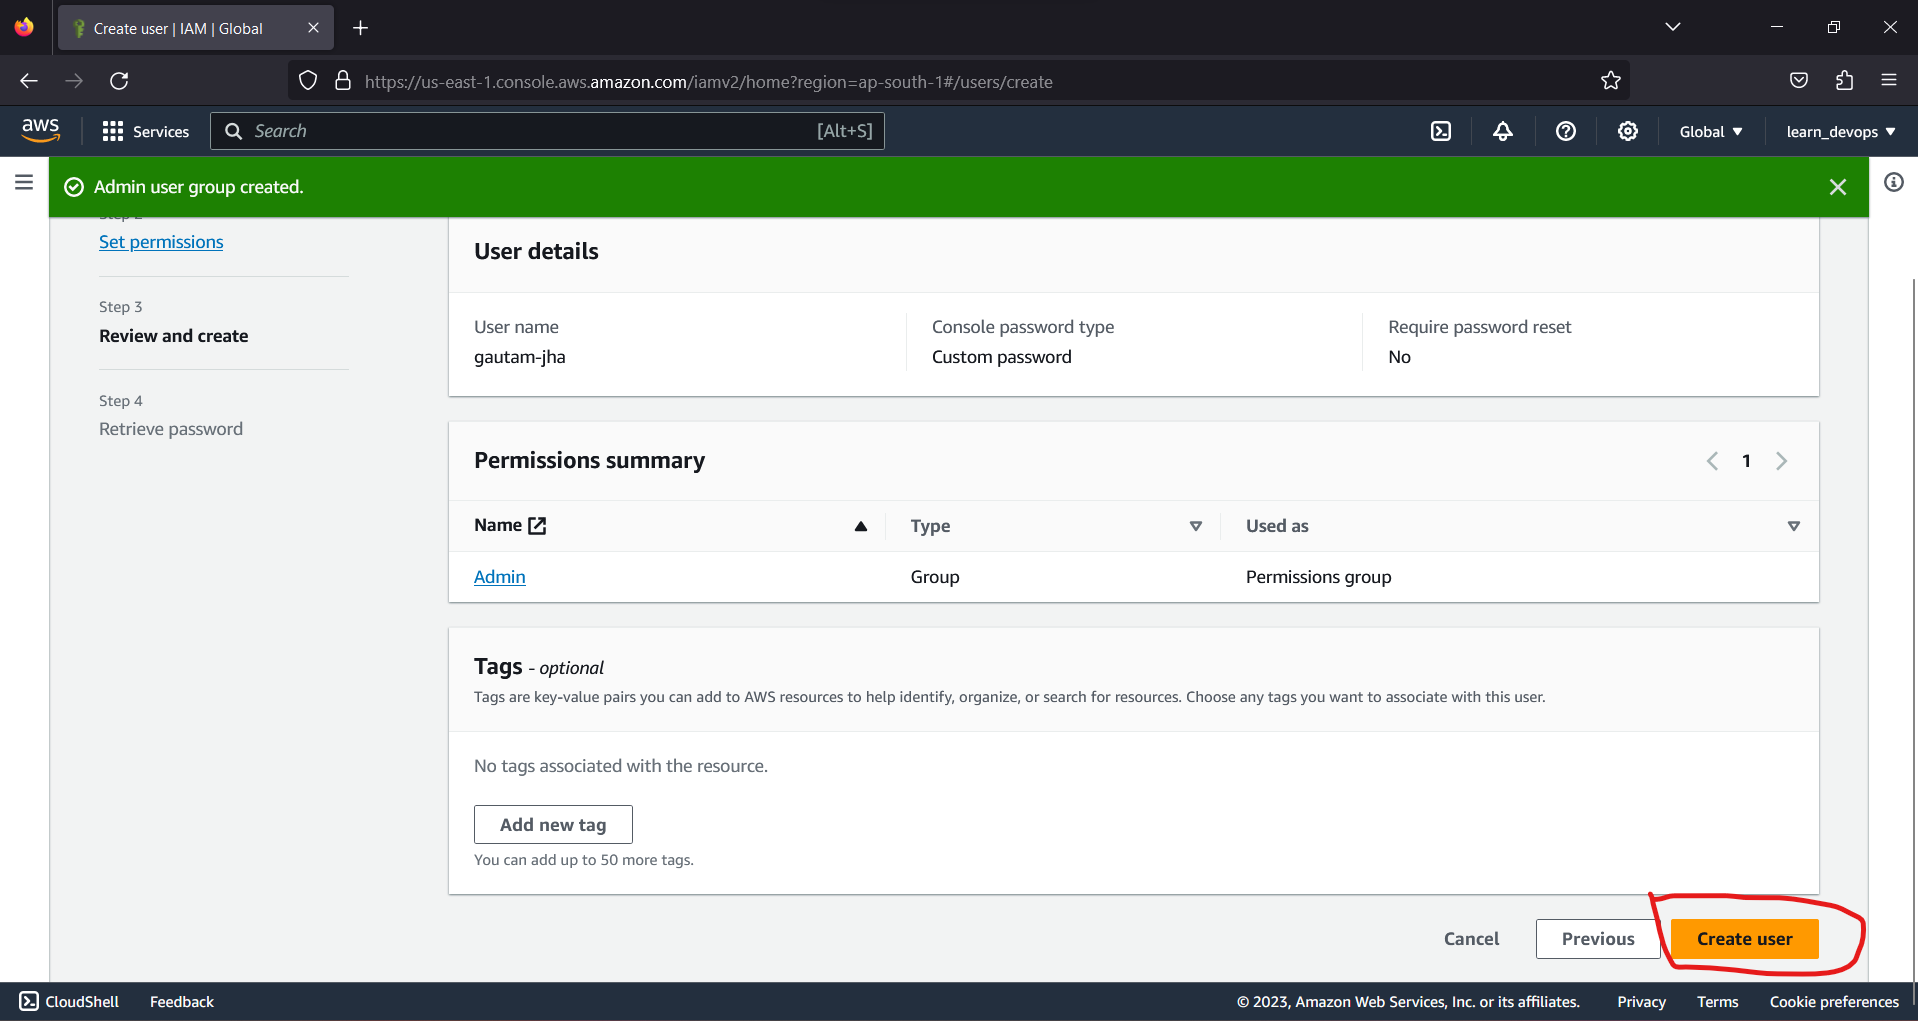 Create user | IAM | Global
https://us-east-1.console.aws.amazon.com/iamv2/home?region=ap-south-1#/users/create
aws
Services
Search
[Alt+S]
Global
learn_devops
Admin user group created.
Step 2
Set permissions
Step 3
Review and create
Step 4
Retrieve password
User details
User name
gautam-jha
Console password type
Custom password
Require password reset
No
Permissions summary
1
Name
Type
Used as
Admin
Group
Permissions group
Tags - optional
Tags are key-value pairs you can add to AWS resources to help identify, organize, or search for resources. Choose any tags you want to associate with this user.
No tags associated with the resource.
Add new tag
You can add up to 50 more tags.
Cancel
Previous
Create user
CloudShell
Feedback
© 2023, Amazon Web Services, Inc. or its affiliates.
Privacy
Terms
Cookie preferences